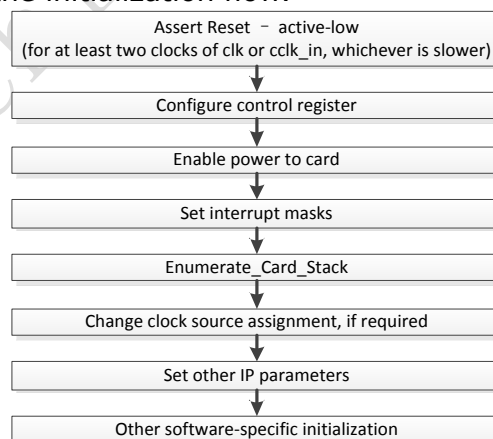 Assert Reset – active-low
(for at least two clocks of clk or cclk_in, whichever is slower)
Configure control register
Enable power to card
Set interrupt masks
Enumerate_Card_Stack
Change clock source assignment, if required
Set other IP parameters
Other software-specific initialization